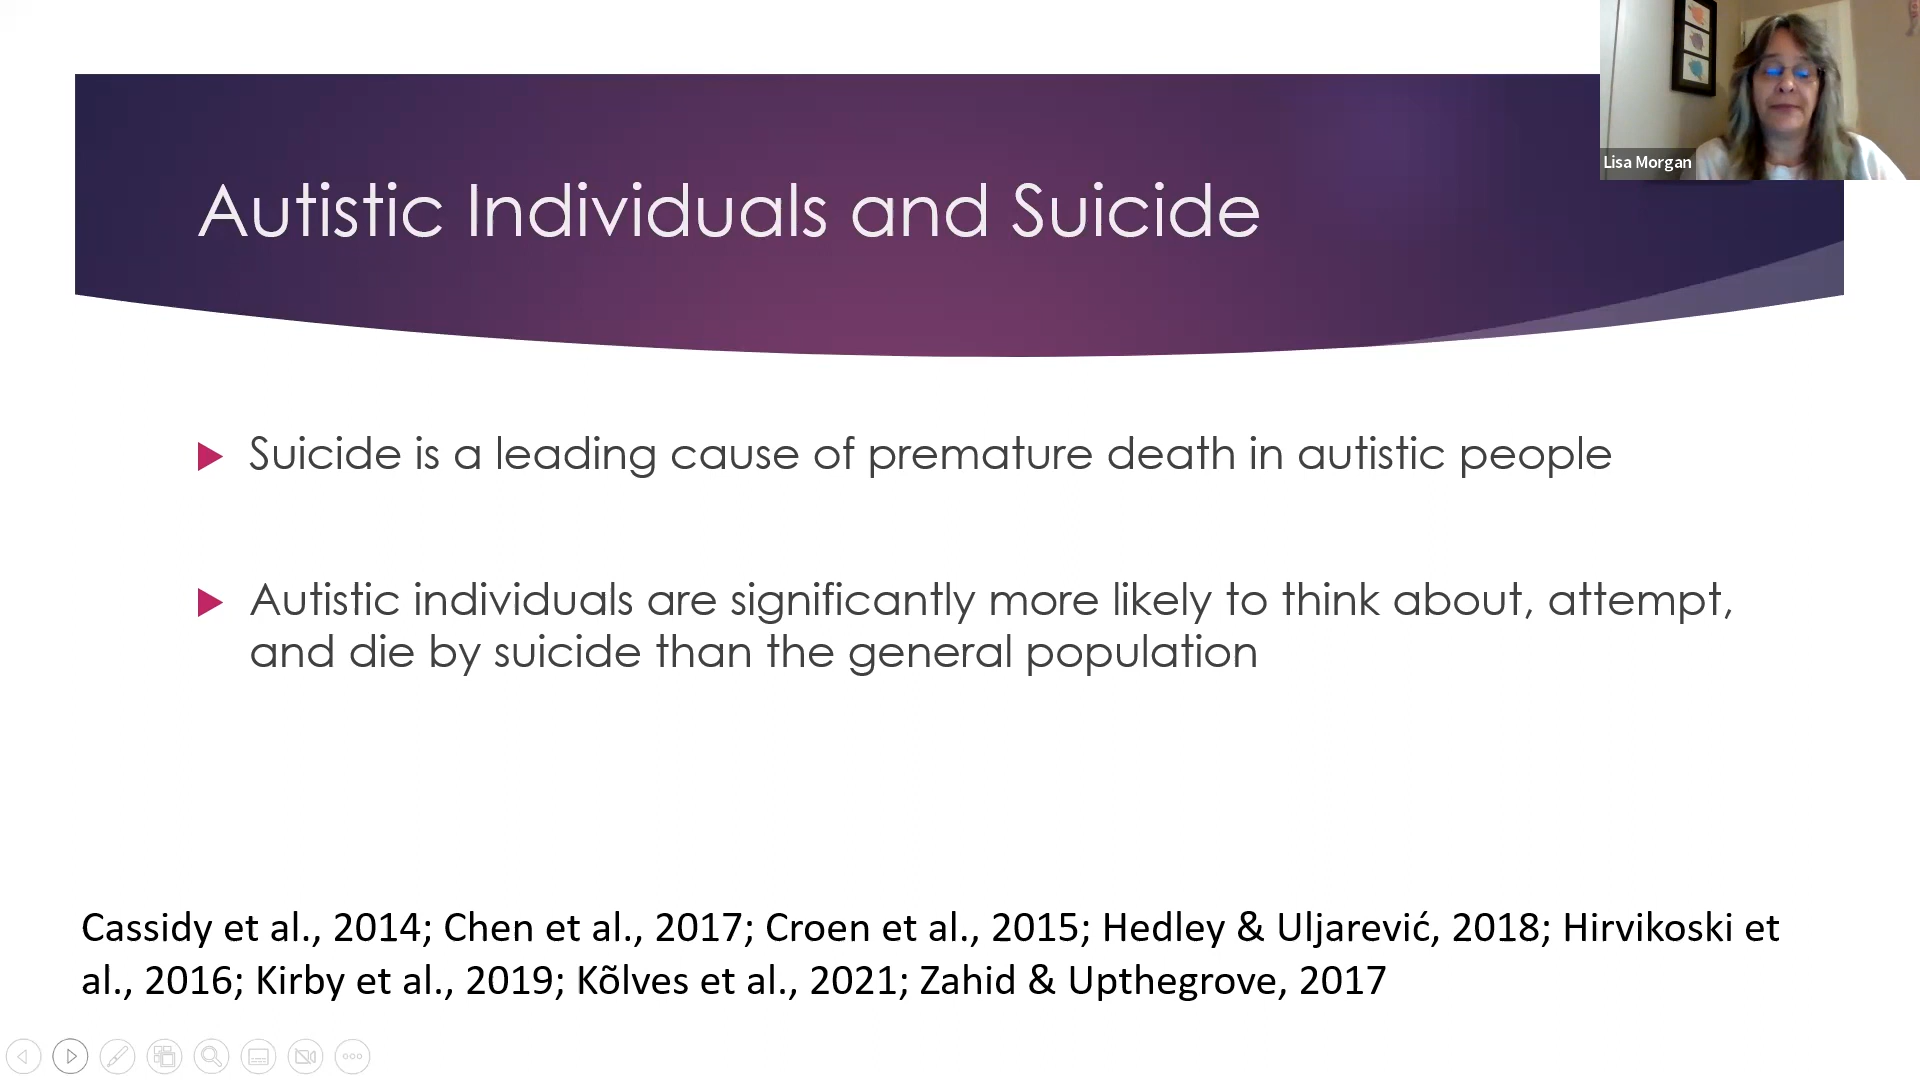 Lisa Morgan
Autistic Individuals and Suicide
Suicide is a leading cause of premature death in autistic people
Autistic individuals are significantly more likely to think about, attempt,
and die by suicide than the general population
Cassidy et al., 2014; Chen et al., 2017; Croen et al., 2015; Hedley & Uljarević, 2018; Hirvikoski et
al., 2016; Kirby et al., 2019; Kõlves et al., 2021; Zahid & Upthegrove, 2017